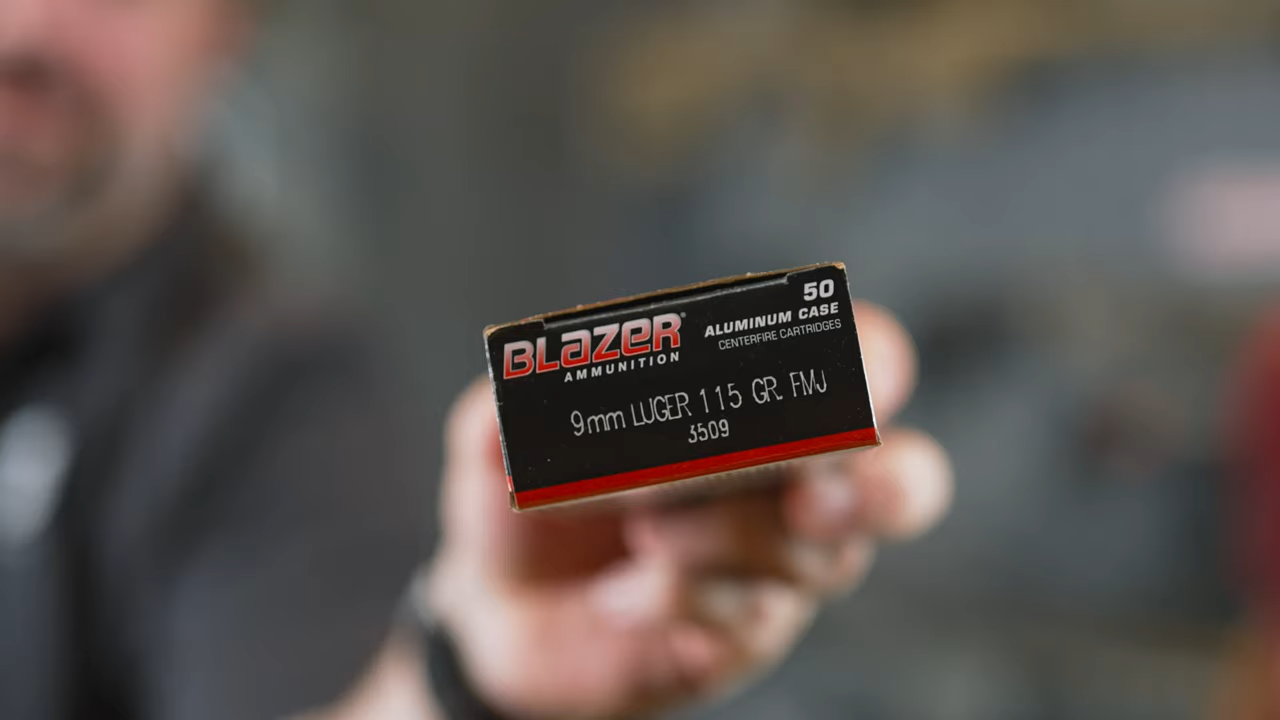 BLAZER®
AMMUNITION
50
ALUMINUM CASE
CENTERFIRE CARTRIDGES
9mm LUGER 115 GR. FMJ
3509